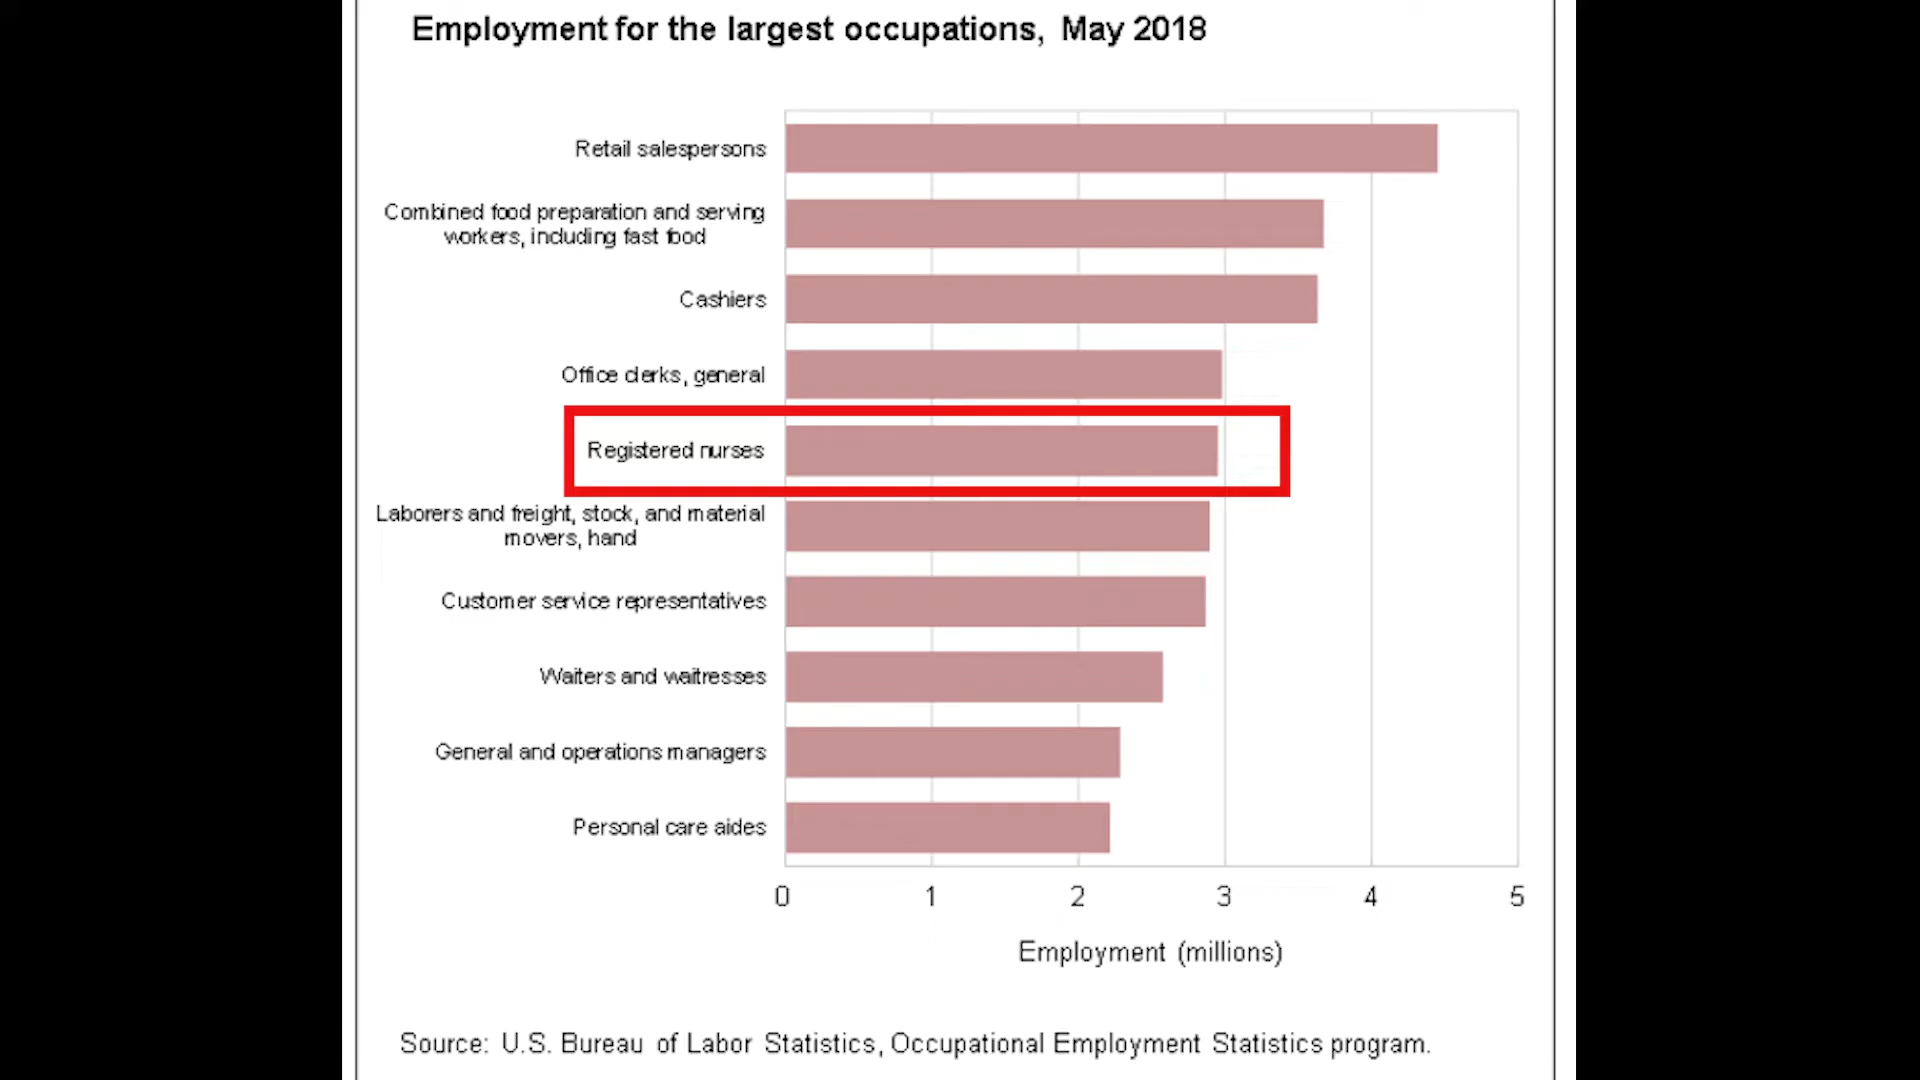 Employment for the largest occupations, May 2018
Retail salespersons
Combined food preparation and serving
workers, including fast food
Cashiers
Office clerks, general
Registered nurses
Laborers and freight, stock, and material
movers, hand
Customer service representatives
Waiters and waitresses
General and operations managers
Personal care aides
0 1 2 3 4 5
Employment (millions)
Source: U.S. Bureau of Labor Statistics, Occupational Employment Statistics program.